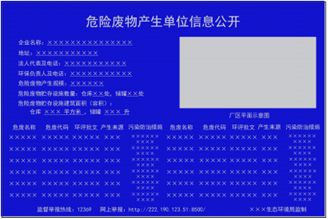 危险废物产生单位信息公开
企业名称：×××××××××××××
地址：×××××××××××
法人代表及电话：××××××××××
环保负责人及电话：××××××××××
危险废物产生规模：××××××
危险废物贮存设施数量：仓库××处，储罐××处
危险废物贮存设施建筑面积（容积）：
仓库 ××× 平方米，储罐 ××× 升
厂区平面示意图
危废名称 危废代码 环评批文 产生来源 污染防治措施 危废名称 危废代码 环评批文 产生来源 污染防治措施
监督举报热线：12369 网上举报：http://222.190.123.51:8500/ ×××生态环境局监制